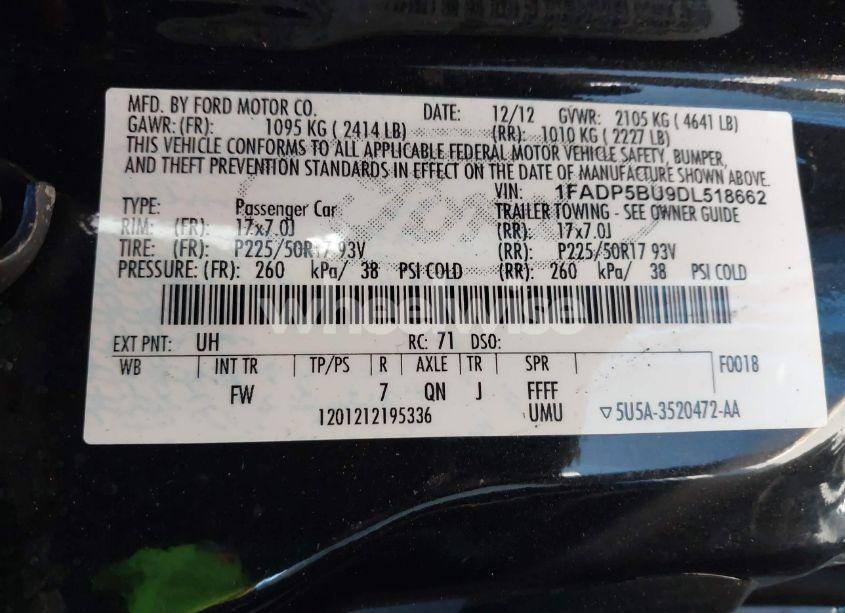 MFD. BY FORD MOTOR CO. DATE: 12/12 GVWR: 2105 KG ( 4641 LB)
GAWR: (FR): 1095 KG ( 2414 LB) (RR): 1010 KG ( 2227 LB)
THIS VEHICLE CONFORMS TO ALL APPLICABLE FEDERAL MOTOR VEHICLE SAFETY, BUMPER,
AND THEFT PREVENTION STANDARDS IN EFFECT ON THE DATE OF MANUFACTURE SHOWN ABOVE.
VIN: 1FADP5BU9DL518662
TYPE: Passenger Car TRAILER TOWING - SEE OWNER GUIDE
RIM: (FR): 17x7.0J (RR): 17x7.0J
TIRE: (FR): P225/50R17 93V (RR): P225/50R17 93V
PRESSURE: (FR): 260 kPa/ 38 PSI COLD (RR): 260 kPa/ 38 PSI COLD
wheelwise
EXT PNT: UH RC: 71 DSO:
WB INT TR TP/PS R AXLE TR SPR F0018
FW 7 QN J FFFF
1201212195336 UMU ▽5U5A-3520472-AA